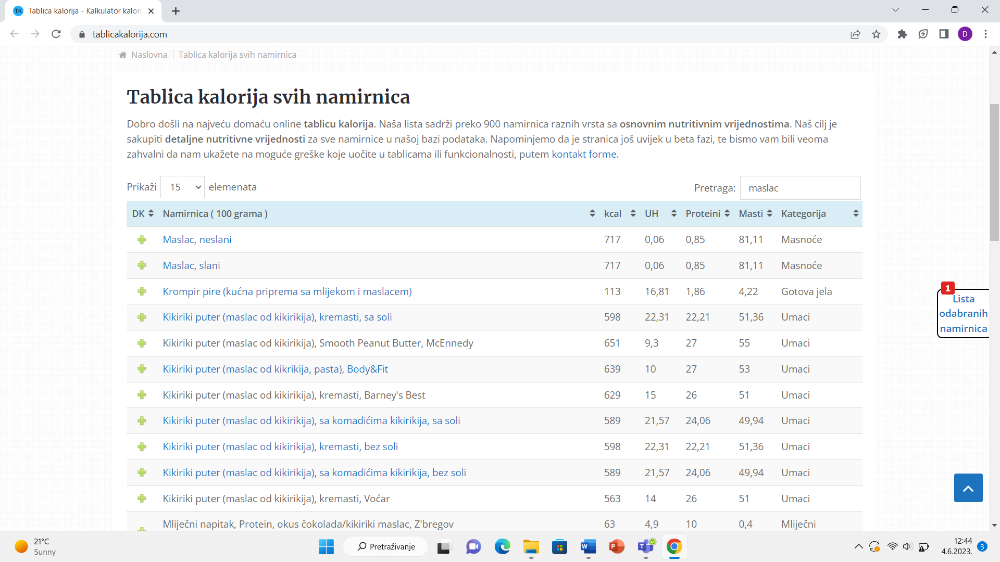 TK Tablica kalorija - Kalkulator kalori
tablicakalorija.com
D
Naslovna Tablica kalorija svih namirnica
Tablica kalorija svih namirnica
Dobro došli na najveću domaću online tablicu kalorija. Naša lista sadrži preko 900 namirnica raznih vrsta sa osnovnim nutritivnim vrijednostima. Naš cilj je
sakupiti detaljne nutritivne vrijednosti za sve namirnice u našoj bazi podataka. Napominjemo da je stranica još uvijek u beta fazi, te bismo vam bili veoma
zahvalni da nam ukažete na moguće greške koje uočite u tablicama ili funkcionalnosti, putem kontakt forme.
Prikaži 15 elemenata Pretraga: maslac
DK Namirnica ( 100 grama ) kcal UH Proteini Masti Kategorija
Maslac, neslani 717 0,06 0,85 81,11 Masnoće
Maslac, slani 717 0,06 0,85 81,11 Masnoće
Krompir pire (kućna priprema sa mlijekom i maslacem) 113 16,81 1,86 4,22 Gotova jela
Kikiriki puter (maslac od kikirikija), kremasti, sa soli 598 22,31 22,21 51,36 Umaci
Kikiriki puter (maslac od kikirikija), Smooth Peanut Butter, McEnnedy 651 9,3 27 55 Umaci
Kikiriki puter (maslac od kikrikija, pasta), Body&Fit 639 10 27 53 Umaci
Kikiriki puter (maslac od kikirikija), kremasti, Barney's Best 629 15 26 51 Umaci
Kikiriki puter (maslac od kikirikija), sa komadićima kikirikija, sa soli 589 21,57 24,06 49,94 Umaci
Kikiriki puter (maslac od kikirikija), kremasti, bez soli 598 22,31 22,21 51,36 Umaci
Kikiriki puter (maslac od kikirikija), sa komadićima kikirikija, bez soli 589 21,57 24,06 49,94 Umaci
Kikiriki puter (maslac od kikirikija), kremasti, Voćar 563 14 26 51 Umaci
Mliječni napitak, Protein, okus čokolada/kikiriki maslac, Z'bregov 63 4,9 10 0,4 Mliječni
1
Lista
odabranih
namirnica
21°C
Sunny
Pretraživanje
12:44
4.6.2023.
3